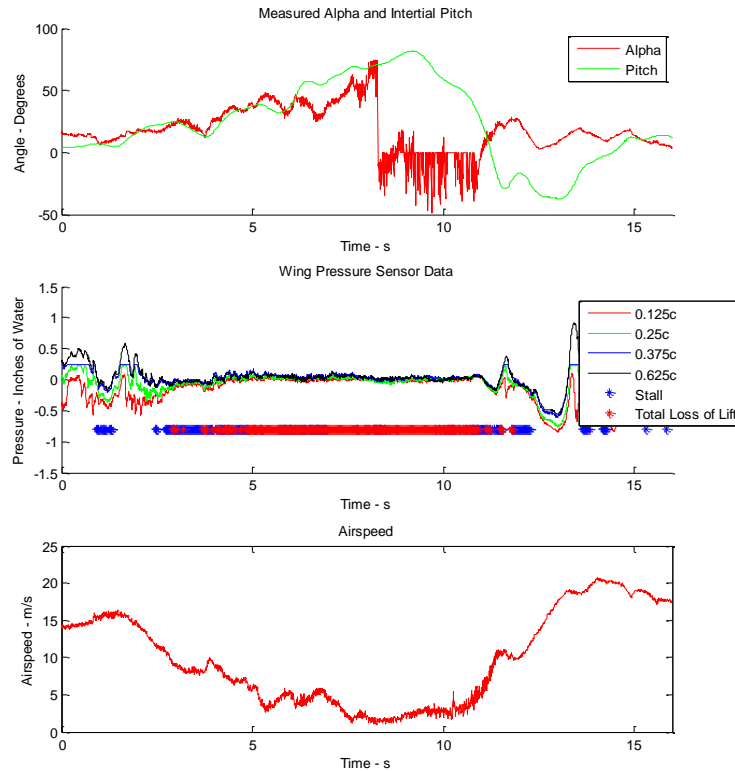 Measured Alpha and Intertial Pitch
100
50
0
-50
Angle - Degrees
Alpha
Pitch
0 5 10 15
Time - s
Wing Pressure Sensor Data
1.5
1
0.5
0
-0.5
-1
-1.5
Pressure - Inches of Water
0.125c
0.25c
0.375c
0.625c
Stall
Total Loss of Lift
0 5 10 15
Time - s
Airspeed
25
20
15
10
5
0
Airspeed - m/s
0 5 10 15
Time - s